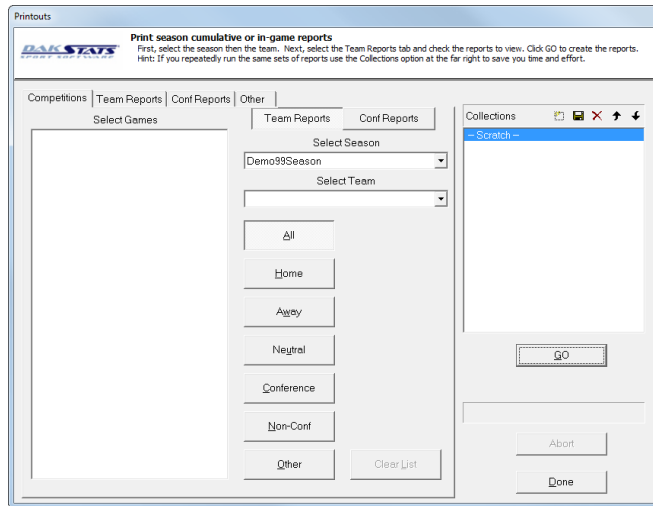 Printouts
DAKSTATS
SPORT SOFTWARE
Print season cumulative or in-game reports
First, select the season then the team. Next, select the Team Reports tab and check the reports to view. Click GO to create the reports.
Hint: If you repeatedly run the same sets of reports use the Collections option at the far right to save you time and effort.
Competitions Team Reports Conf Reports Other
Select Games
Team Reports Conf Reports
Select Season
Demo99Season
Select Team
All
Home
Away
Neutral
Conference
Non-Conf
Other Clear List
Collections
-- Scratch --
GO
Abort
Done